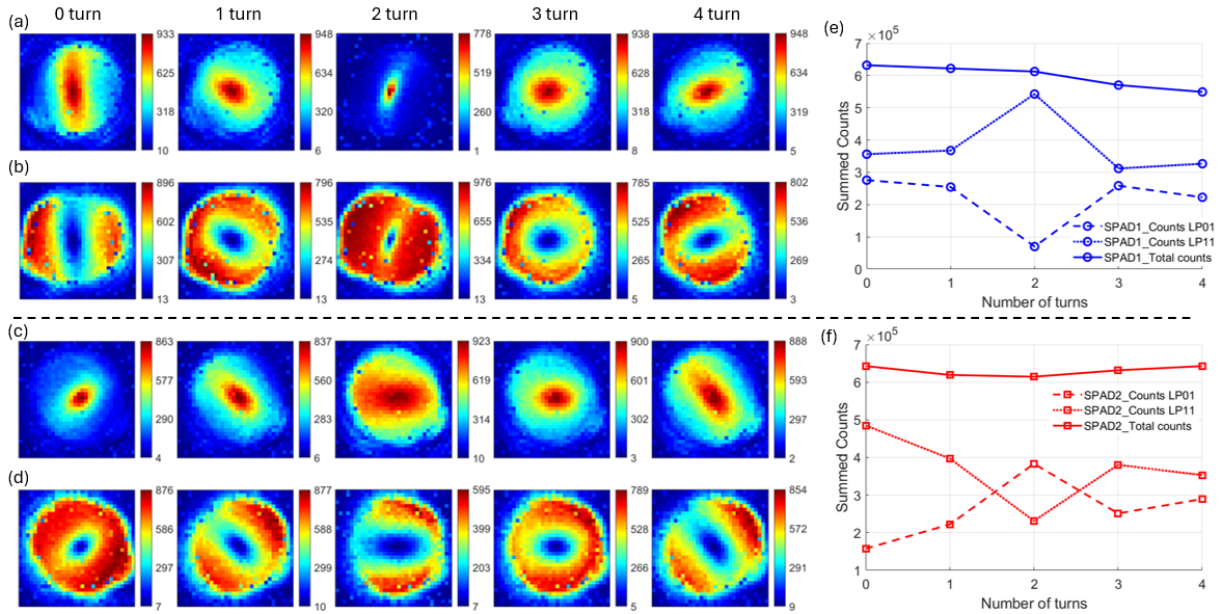 0 turn 1 turn 2 turn 3 turn 4 turn
(a)
933 625 318 10
948 634 320 6
778 519 260 1
938 628 318 8
948 634 319 5
(b)
896 602 307 13
796 535 274 13
976 655 334 13
785 525 265 5
802 536 269 3
(c)
863 577 290 4
837 560 283 6
923 619 314 10
900 601 302 3
888 593 297 2
(d)
876 586 297 7
877 588 299 10
595 399 203 7
789 528 266 5
854 572 291 9
(e)
×10⁵
7
6
5
4
3
2
1
0
Summed Counts
SPAD1_Counts LP01
SPAD1_Counts LP11
SPAD1_Total counts
0 1 2 3 4
Number of turns
(f)
×10⁵
7
6
5
4
3
2
1
Summed Counts
SPAD2_Counts LP01
SPAD2_Counts LP11
SPAD2_Total counts
0 1 2 3 4
Number of turns